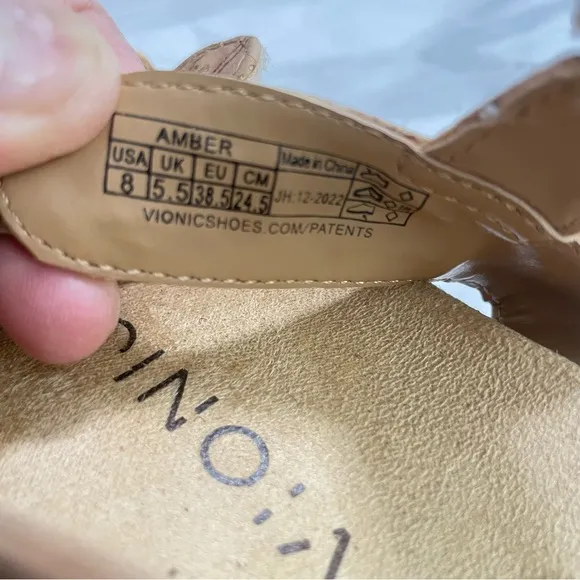 AMBER
USA UK EU CM Made in China
8 5.5 38.5 24.5 JH.12-2022
VIONICSHOES.COM/PATENTS